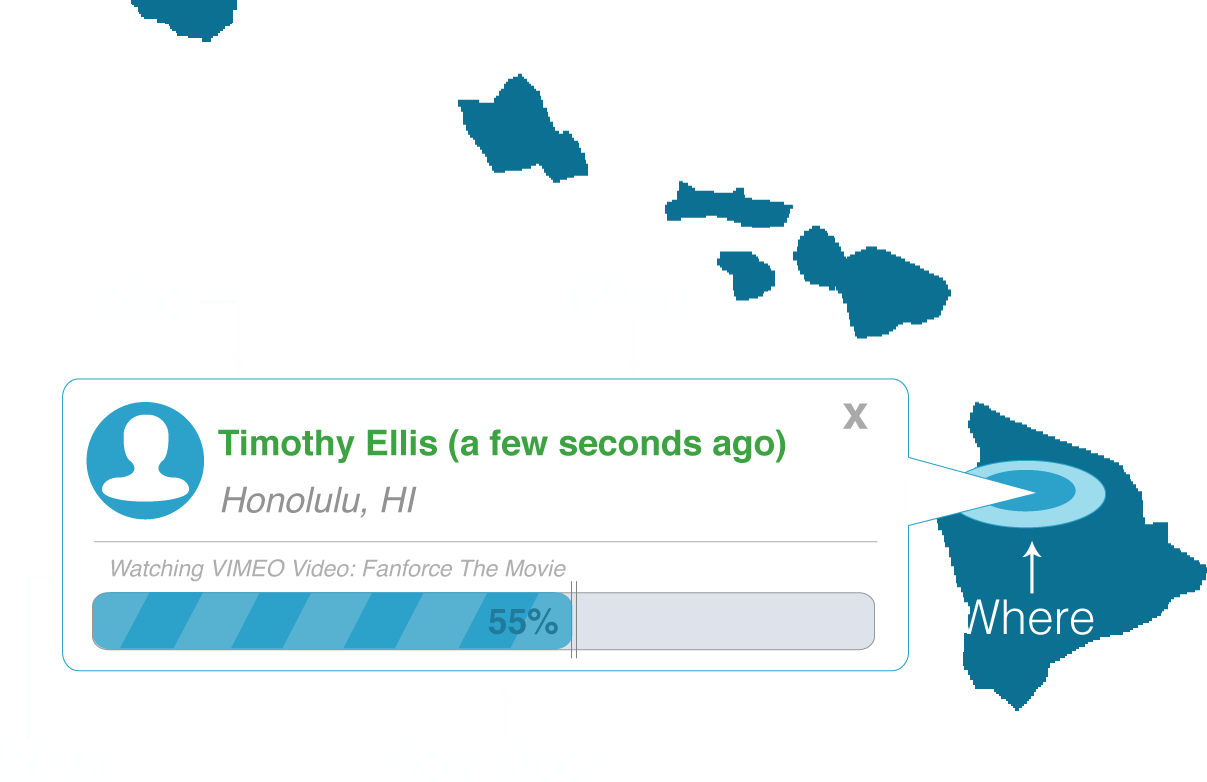 X
Timothy Ellis (a few seconds ago)
Honolulu, HI
Watching VIMEO Video: Fanforce The Movie
55%
Where